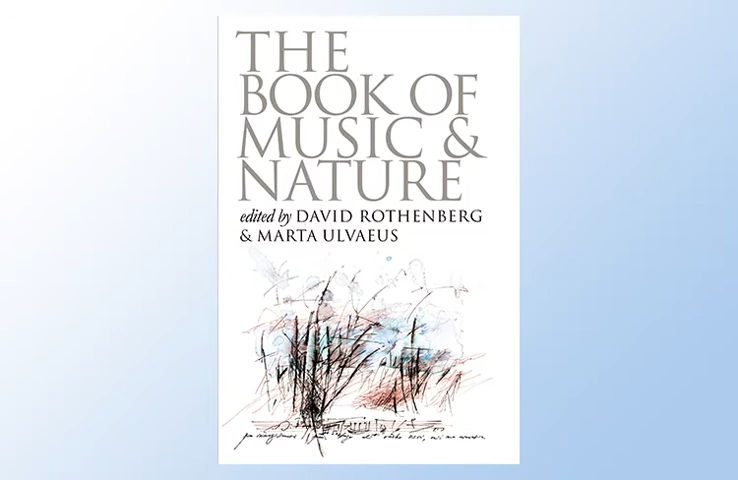 THE
BOOK OF
MUSIC &
NATURE
edited by DAVID ROTHENBERG
& MARTA ULVAEUS